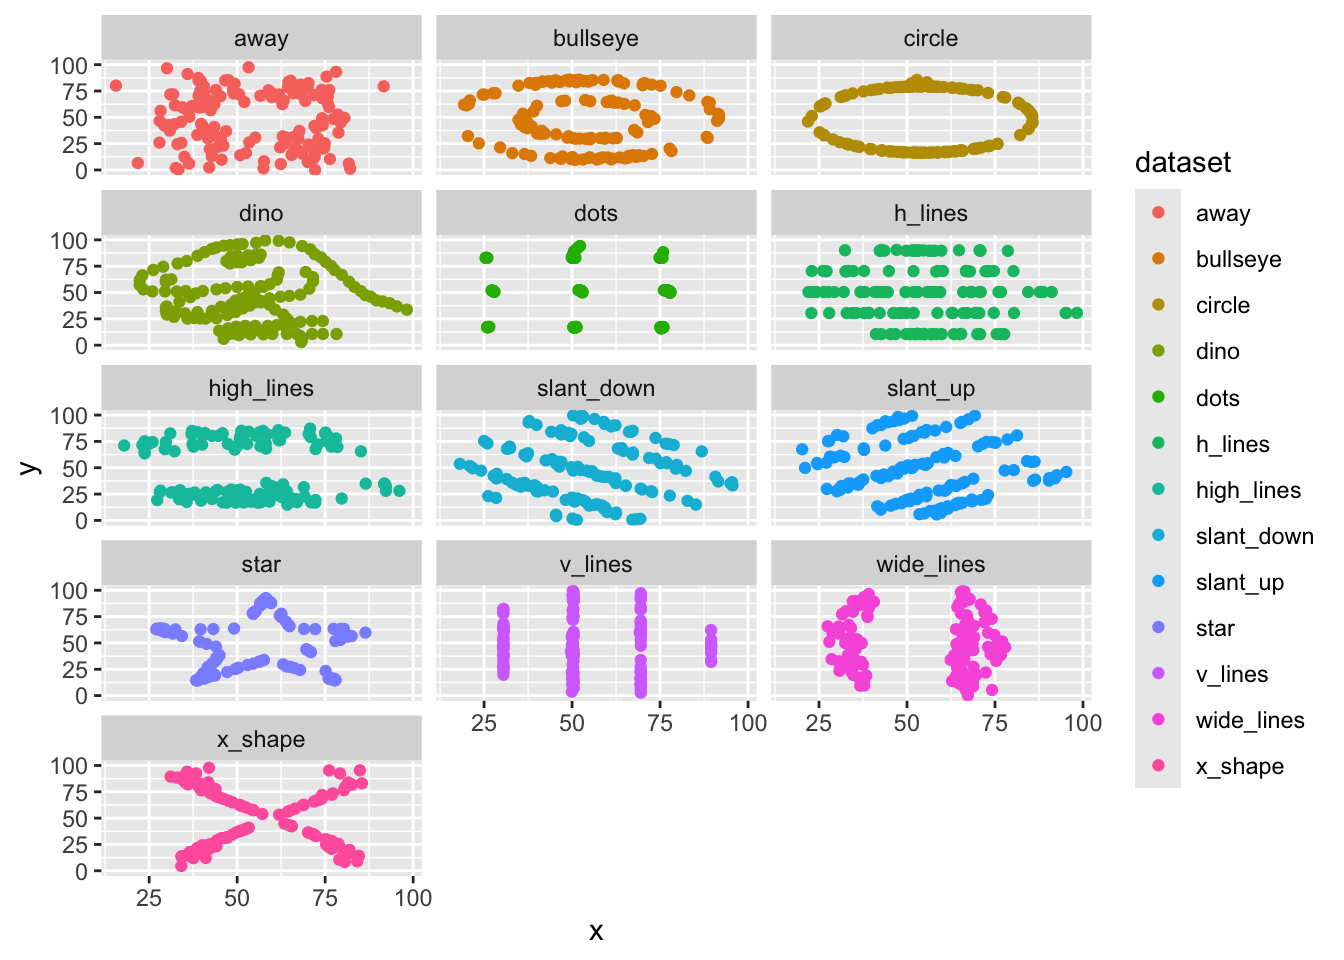 away bullseye circle
100
75
50
25
0
dino dots h_lines
100
75
50
25
0
high_lines slant_down slant_up
100
75
50
25
0
star v_lines wide_lines
100
75
50
25
0
25 50 75 100 25 50 75 100
x_shape
100
75
50
25
0
25 50 75 100
x
y
dataset
away
bullseye
circle
dino
dots
h_lines
high_lines
slant_down
slant_up
star
v_lines
wide_lines
x_shape